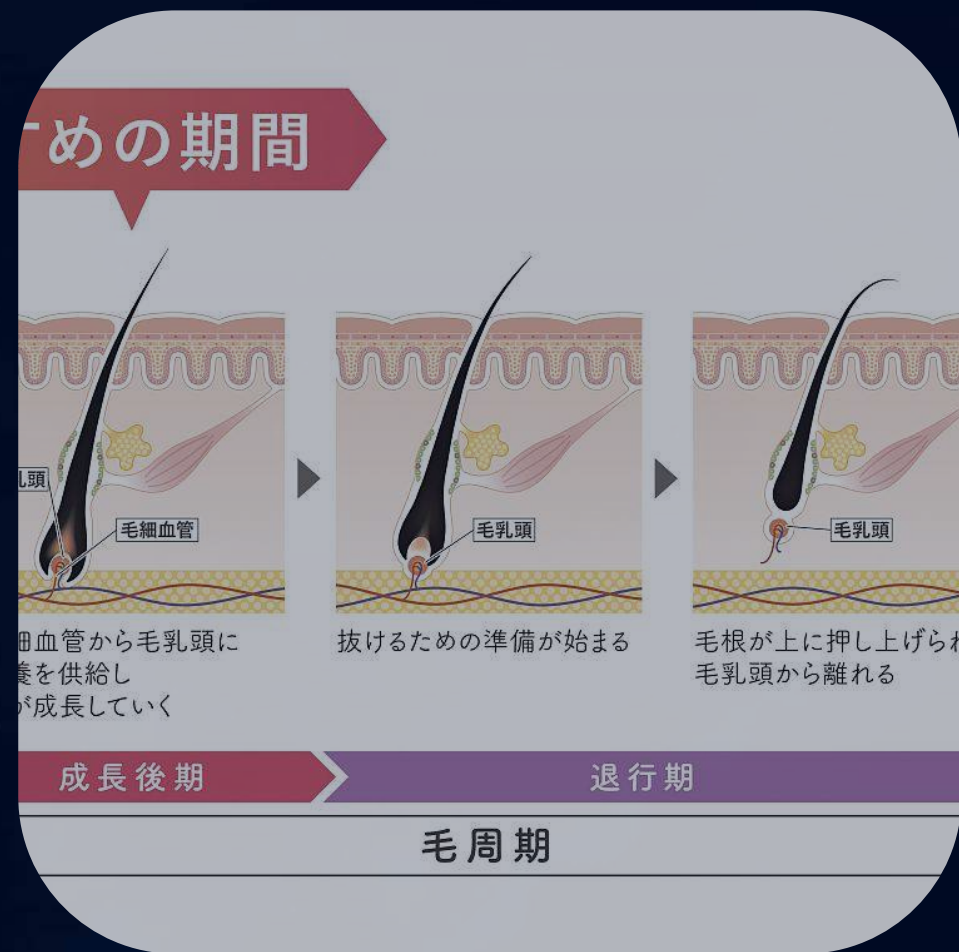 めの期間
乳頭
毛細血管
毛乳頭
毛乳頭
血管から毛乳頭に
養を供給し
が成長していく
抜けるための準備が始まる
毛根が上に押し上げられ
毛乳頭から離れる
成長後期
退行期
毛周期